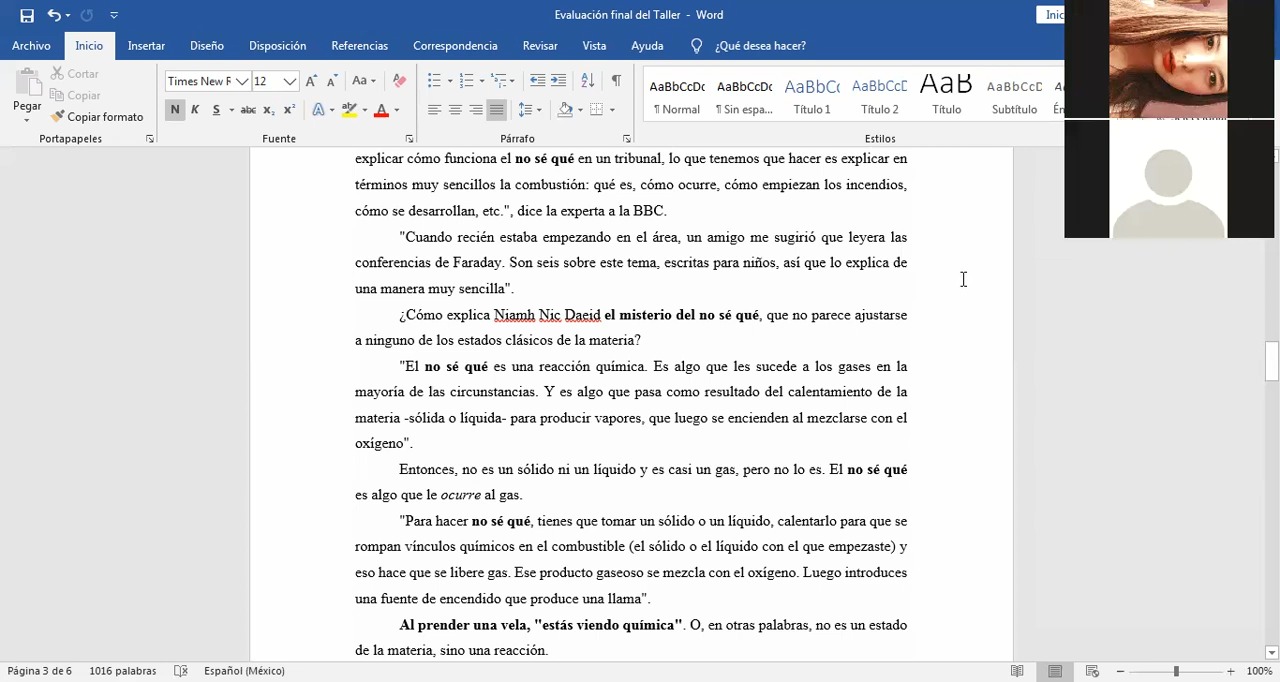 Evaluación final del Taller - Word
Inic
Archivo Inicio Insertar Diseño Disposición Referencias Correspondencia Revisar Vista Ayuda ¿Qué desea hacer?
Pegar
Cortar
Copiar
Copiar formato
Portapapeles
Times New R 12
Aa
N K S abc x₂ x² A A
Fuente
Párrafo
AaBbCcDc AaBbCcDc AaBbCc AaBbCcD AaB AaBbCcD
¶ Normal ¶ Sin espa... Título 1 Título 2 Título Subtítulo
Estilos
explicar cómo funciona el no sé qué en un tribunal, lo que tenemos que hacer es explicar en
términos muy sencillos la combustión: qué es, cómo ocurre, cómo empiezan los incendios,
cómo se desarrollan, etc.", dice la experta a la BBC.
"Cuando recién estaba empezando en el área, un amigo me sugirió que leyera las
conferencias de Faraday. Son seis sobre este tema, escritas para niños, así que lo explica de
una manera muy sencilla".
¿Cómo explica Niamh Nic Daeid el misterio del no sé qué, que no parece ajustarse
a ninguno de los estados clásicos de la materia?
"El no sé qué es una reacción química. Es algo que les sucede a los gases en la
mayoría de las circunstancias. Y es algo que pasa como resultado del calentamiento de la
materia -sólida o líquida- para producir vapores, que luego se encienden al mezclarse con el
oxígeno".
Entonces, no es un sólido ni un líquido y es casi un gas, pero no lo es. El no sé qué
es algo que le ocurre al gas.
"Para hacer no sé qué, tienes que tomar un sólido o un líquido, calentarlo para que se
rompan vínculos químicos en el combustible (el sólido o el líquido con el que empezaste) y
eso hace que se libere gas. Ese producto gaseoso se mezcla con el oxígeno. Luego introduces
una fuente de encendido que produce una llama".
Al prender una vela, "estás viendo química". O, en otras palabras, no es un estado
de la materia, sino una reacción.
Página 3 de 6 1016 palabras Español (México) 100%